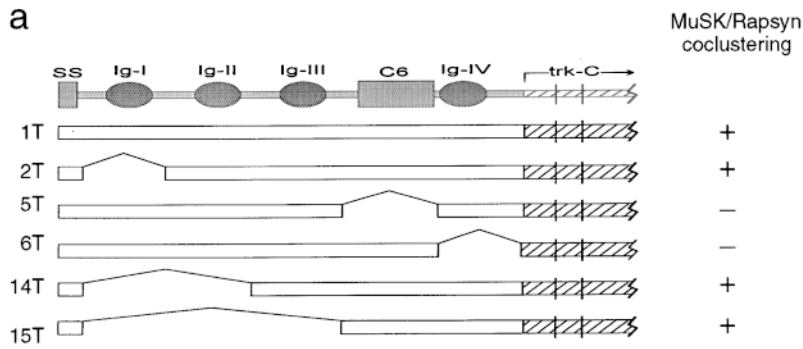 a
MuSK/Rapsyn
coclustering
SS Ig-I Ig-II Ig-III C6 Ig-IV trk-C
1T +
2T +
5T –
6T –
14T +
15T +